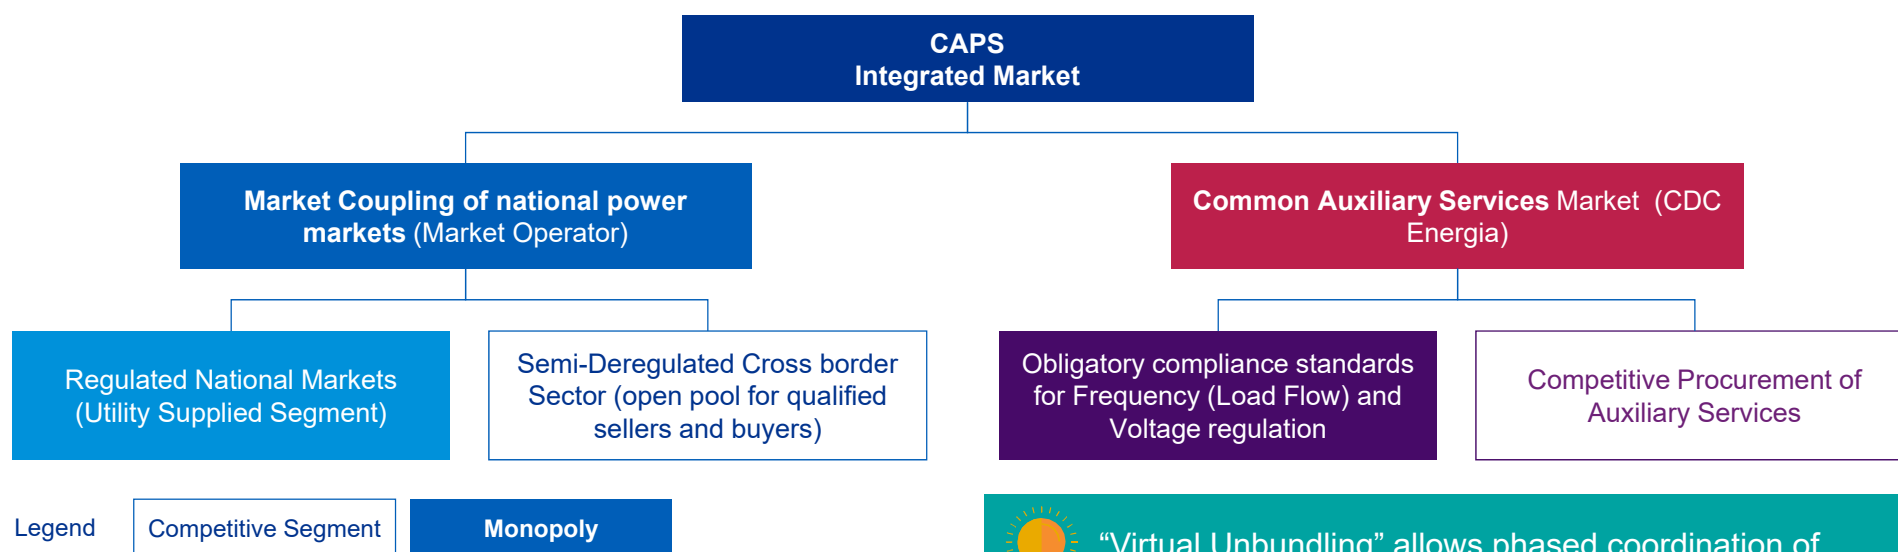 CAPS
Integrated Market
Market Coupling of national power
markets (Market Operator)
Common Auxiliary Services Market (CDC
Energia)
Regulated National Markets
(Utility Supplied Segment)
Semi-Deregulated Cross border
Sector (open pool for qualified
sellers and buyers)
Obligatory compliance standards
for Frequency (Load Flow) and
Voltage regulation
Competitive Procurement of
Auxiliary Services
Legend
Competitive Segment
Monopoly
“Virtual Unbundling” allows phased coordination of